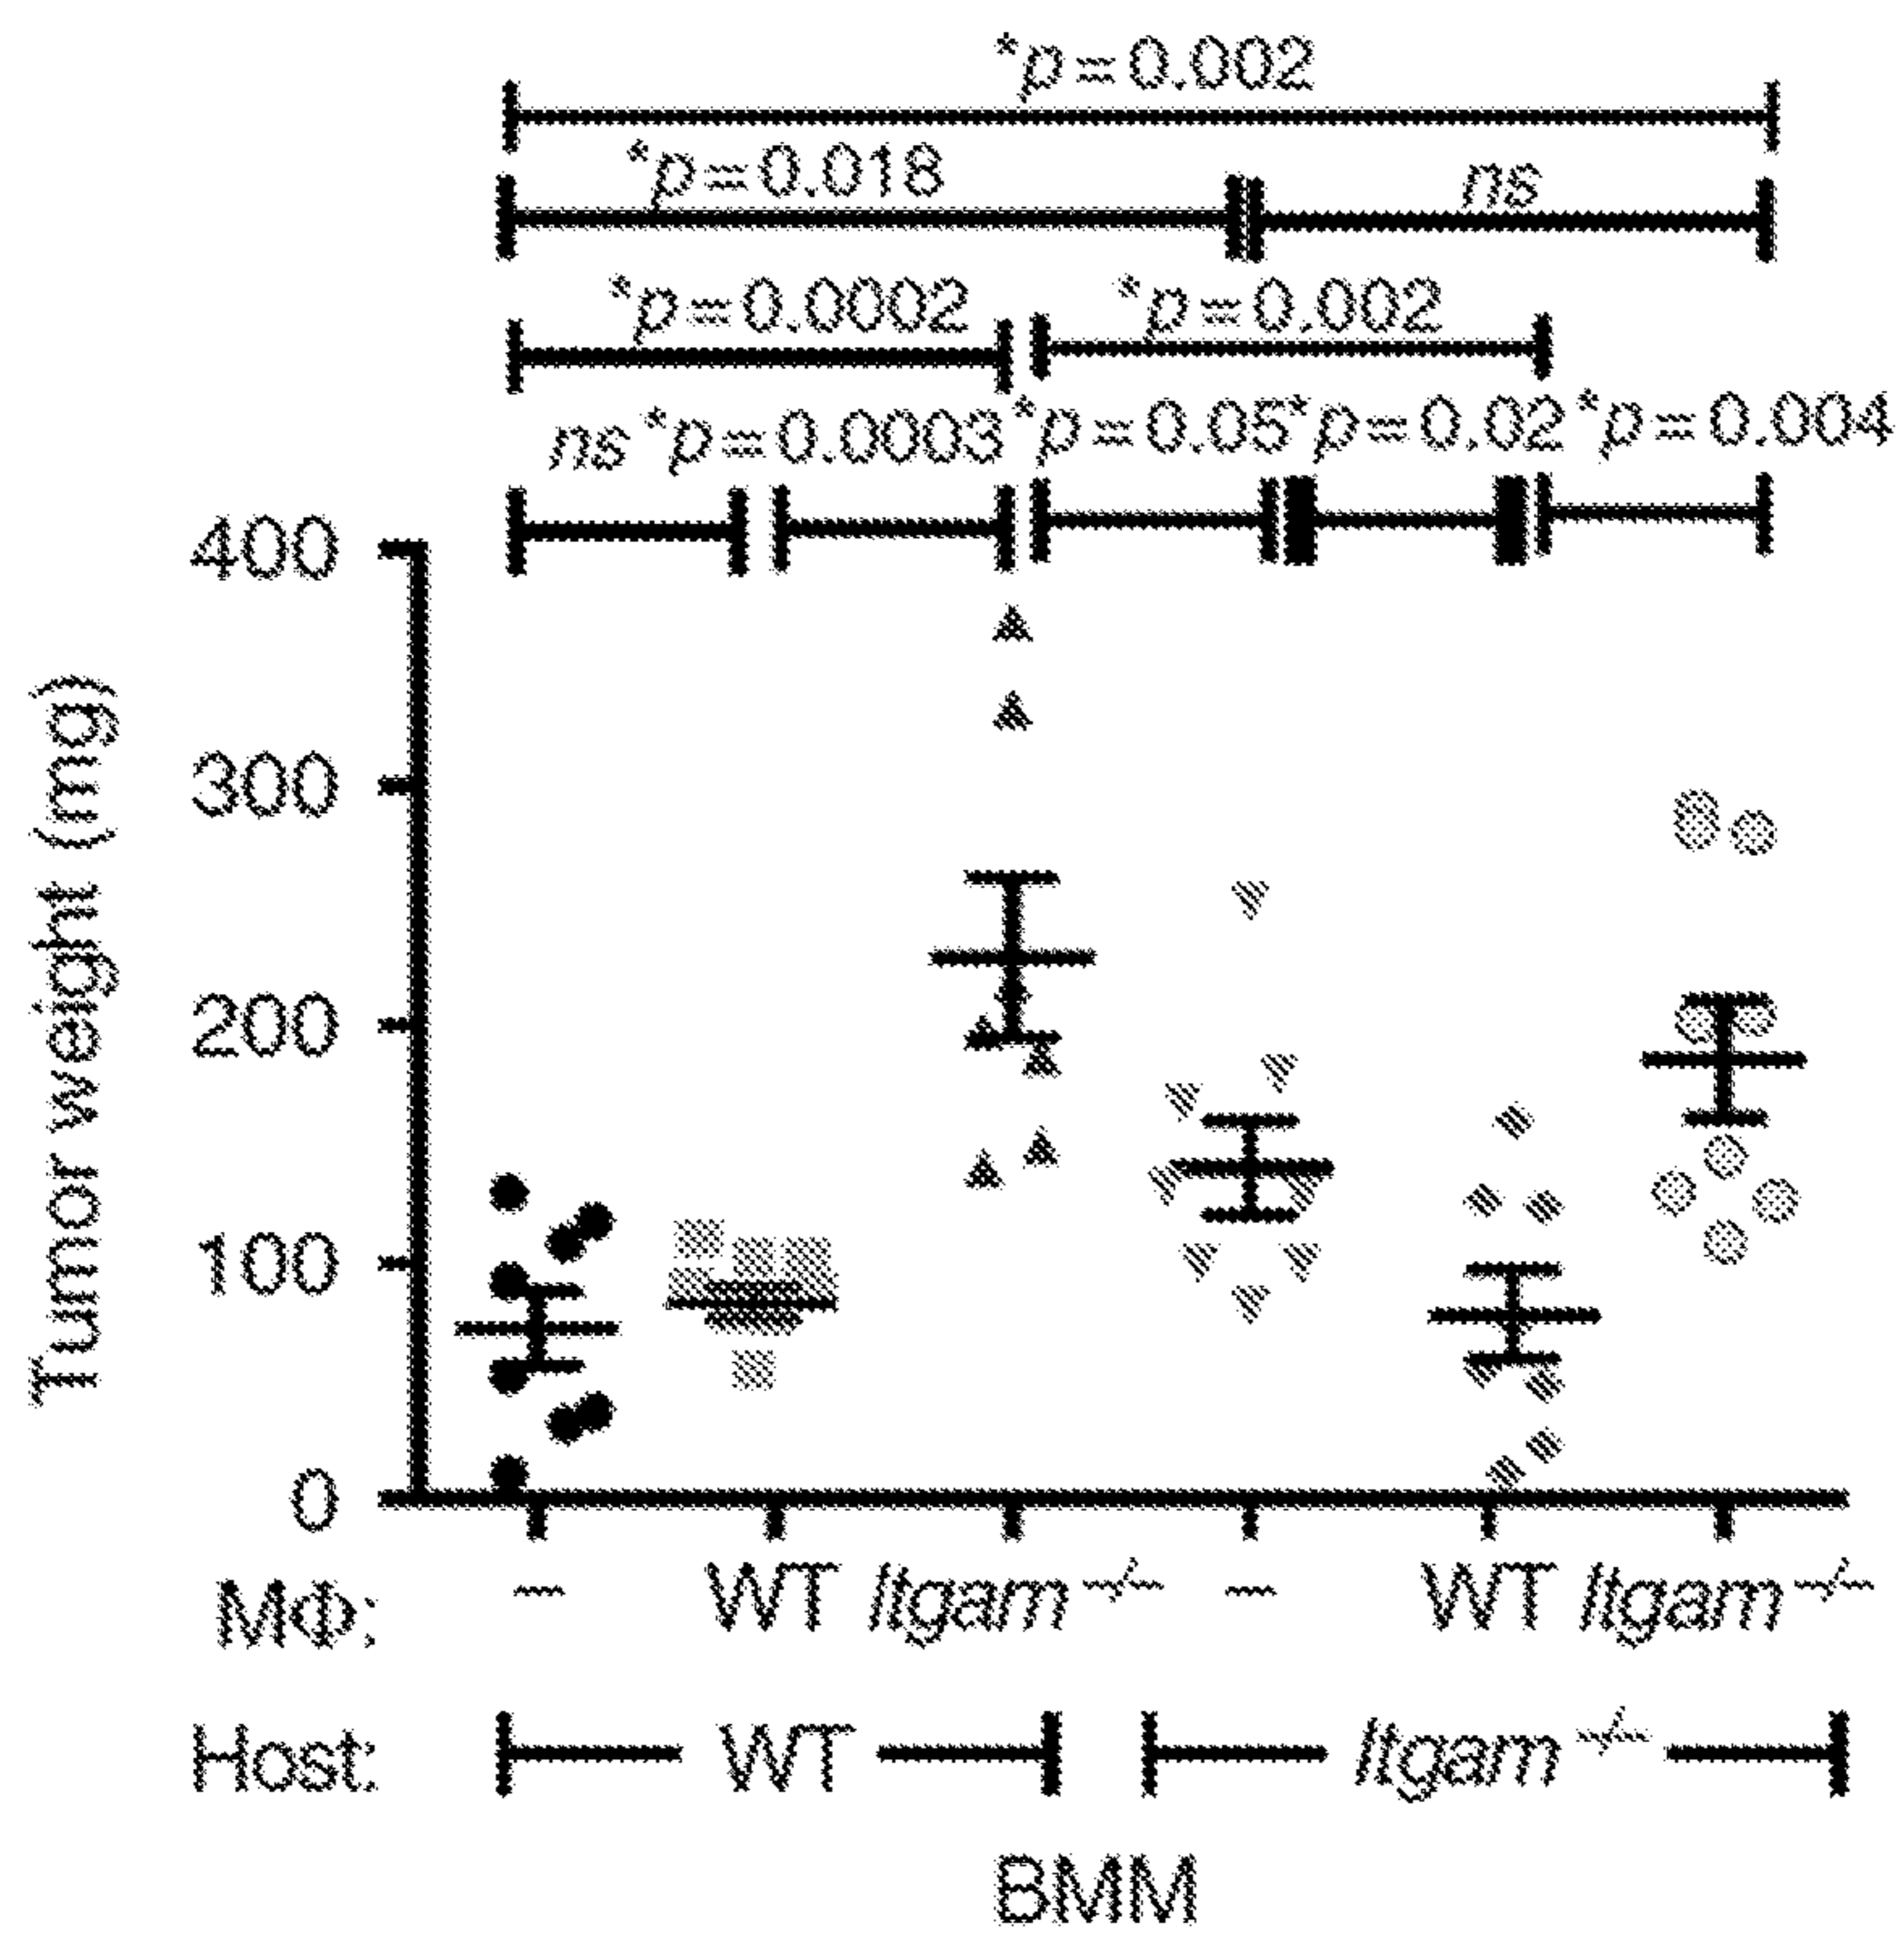 *p=0.002
*p=0.018 ns
*p=0.0002 *p=0.002
ns *p=0.0003 *p=0.05 *p=0.02 *p=0.004
400
300
200
100
0
Tumor weight (mg)
MΦ: – WT Itgam -/- – WT Itgam -/-
Host: WT Itgam -/-
BMM